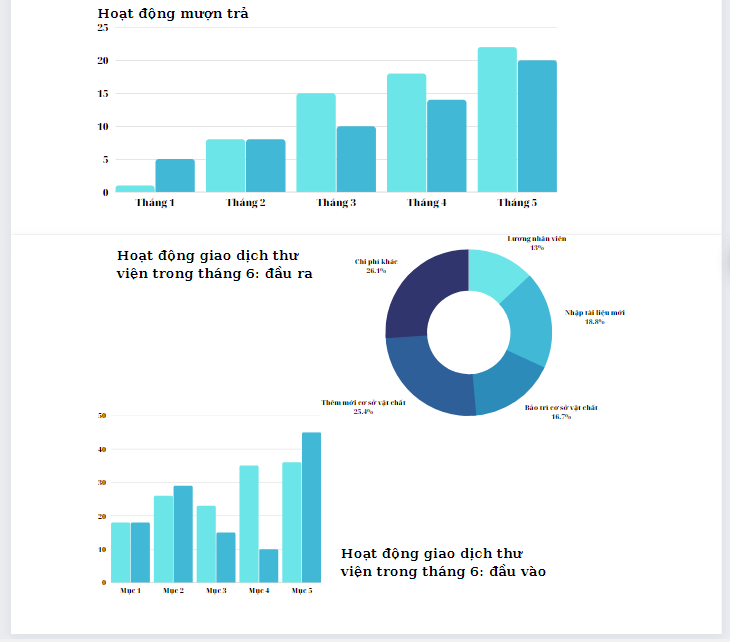 Hoạt động mượn trả
25
20
15
10
5
0
Tháng 1
Tháng 2
Tháng 3
Tháng 4
Tháng 5
Hoạt động giao dịch thư
viện trong tháng 6: đầu ra
Lương nhân viên
13%
Chi phí khác
26.1%
Nhập tài liệu mới
18.8%
Thêm mới cơ sở vật chất
25.4%
Bảo trì cơ sở vật chất
16.7%
50
40
30
20
10
0
Mục 1
Mục 2
Mục 3
Mục 4
Mục 5
Hoạt động giao dịch thư
viện trong tháng 6: đầu vào